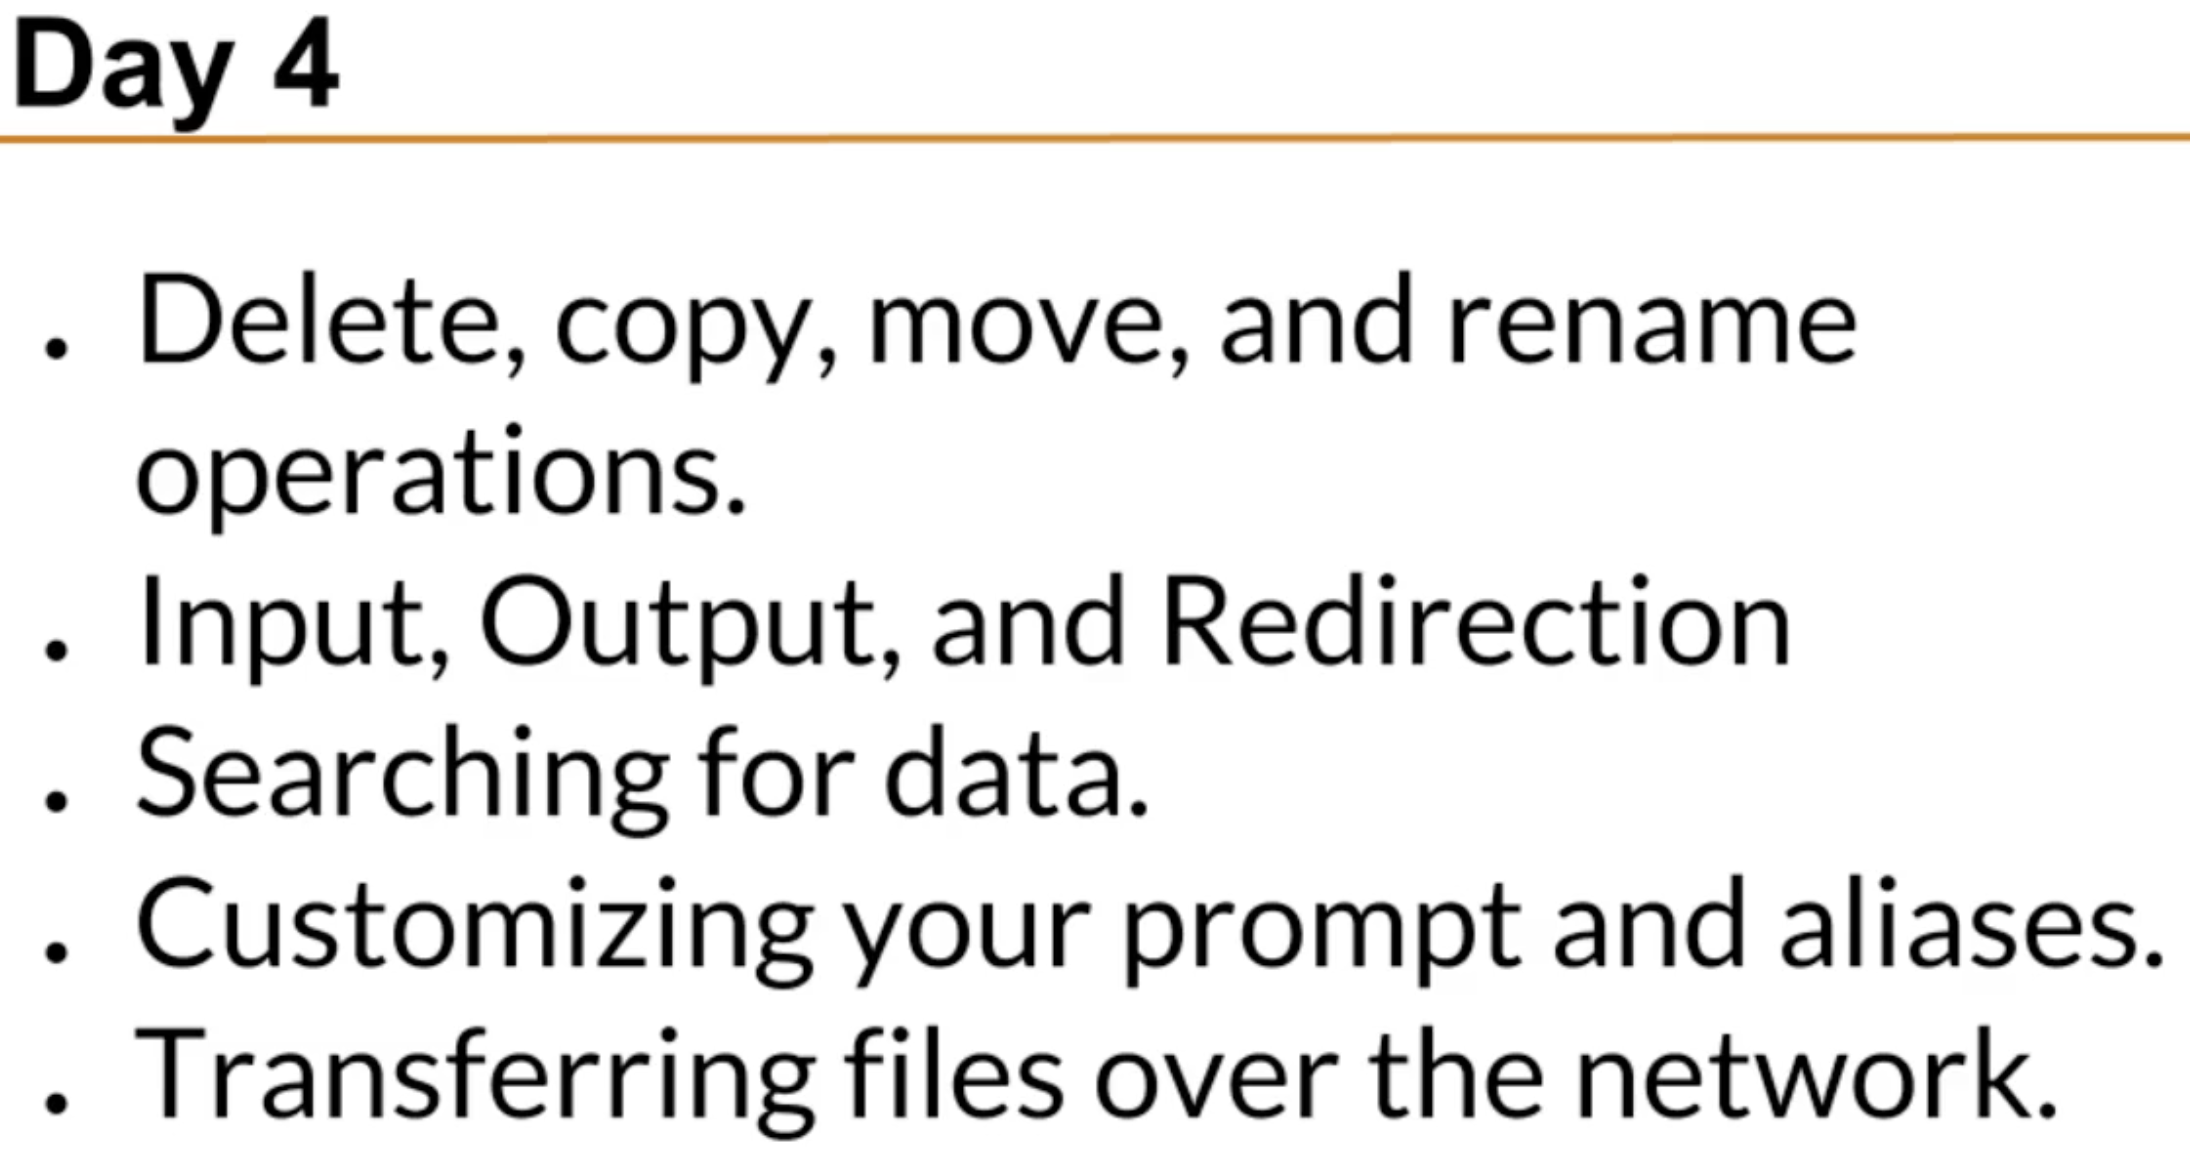 Day 4
. Delete, copy, move, and rename
operations.
. Input, Output, and Redirection
. Searching for data.
. Customizing your prompt and aliases.
. Transferring files over the network.